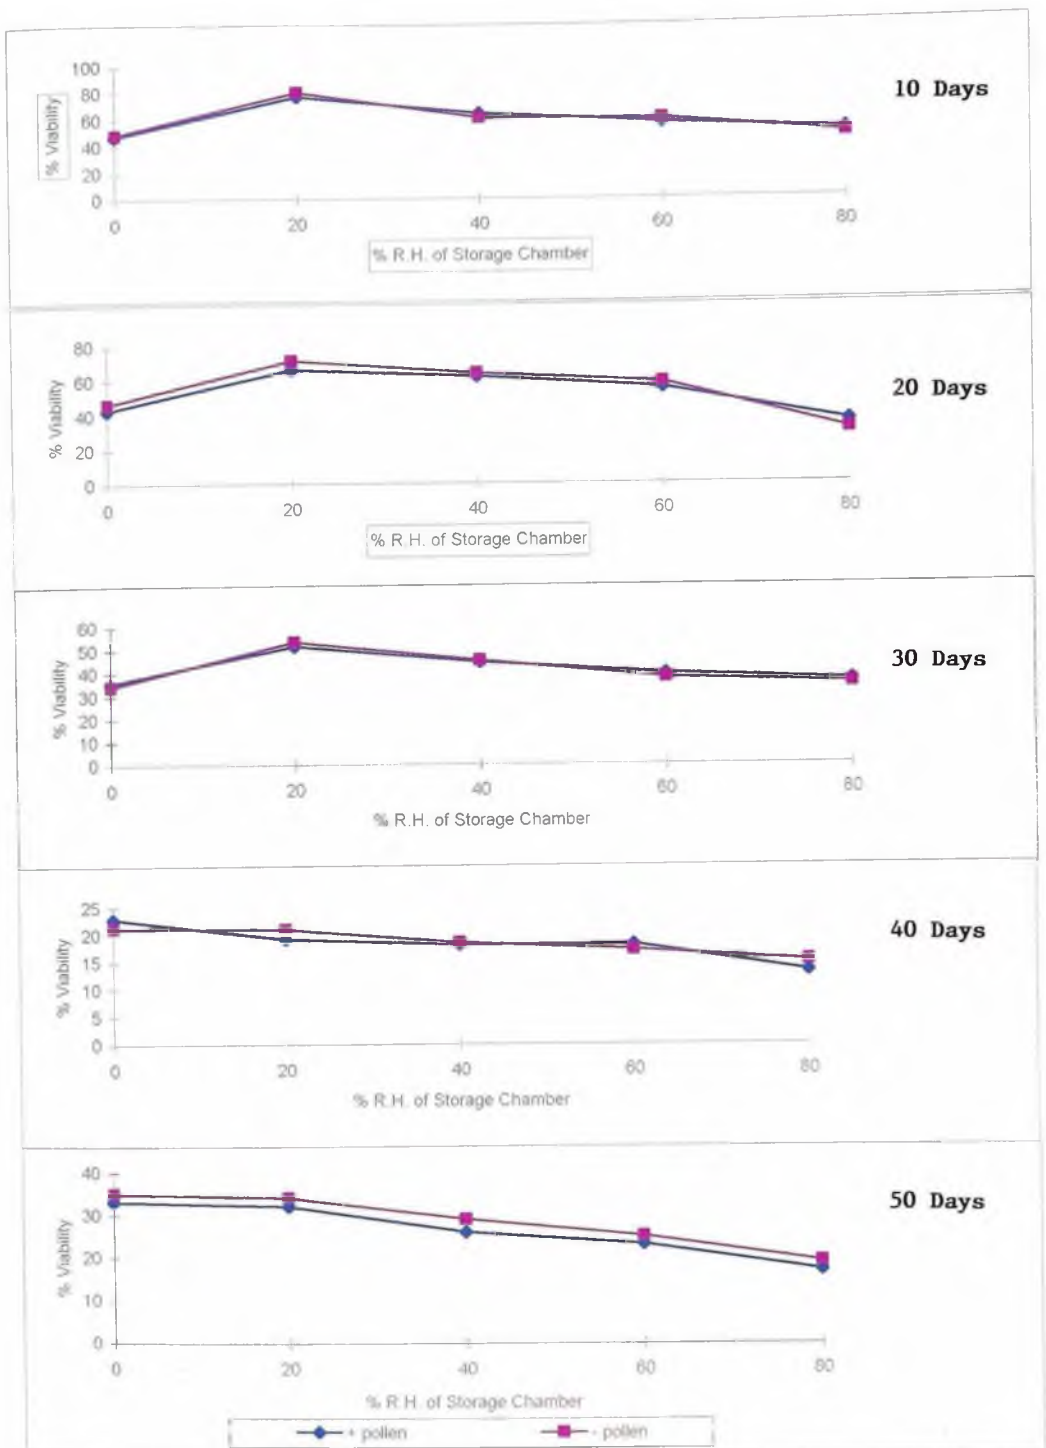 10 Days
% Viability
100
80
60
40
20
0
0 20 40 60 80
% R.H. of Storage Chamber
20 Days
% Viability
80
60
40
20
0
0 20 40 60 80
% R.H. of Storage Chamber
30 Days
% Viability
60
50
40
30
20
10
0
0 20 40 60 80
% R.H. of Storage Chamber
40 Days
% Viability
25
20
15
10
5
0
0 20 40 60 80
% R.H. of Storage Chamber
50 Days
% Viability
40
30
20
10
0
0 20 40 60 80
% R.H. of Storage Chamber
+ pollen - pollen